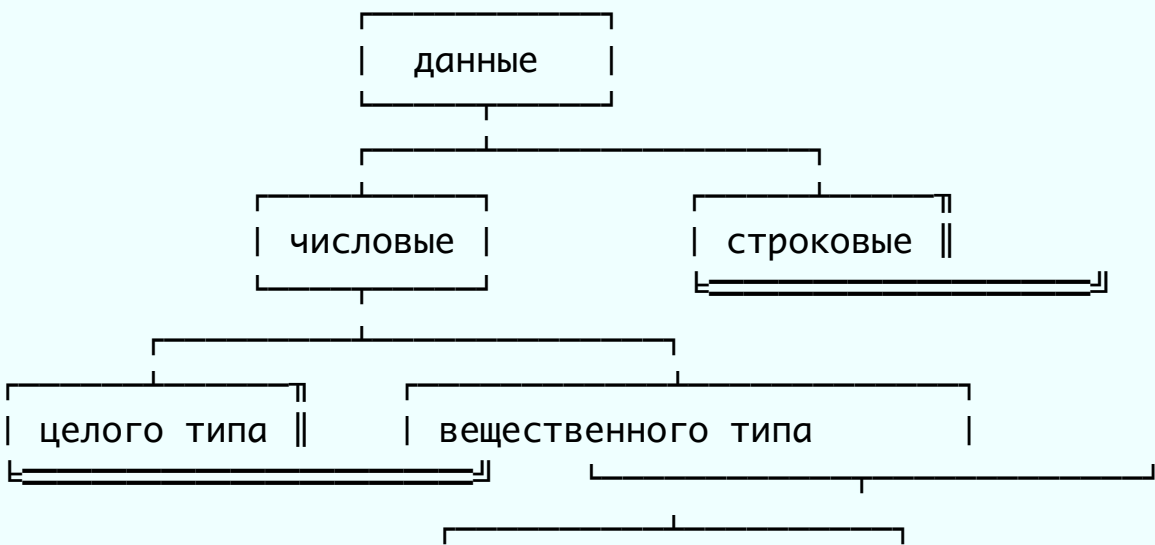 данные
числовые строковые
целого типа вещественного типа